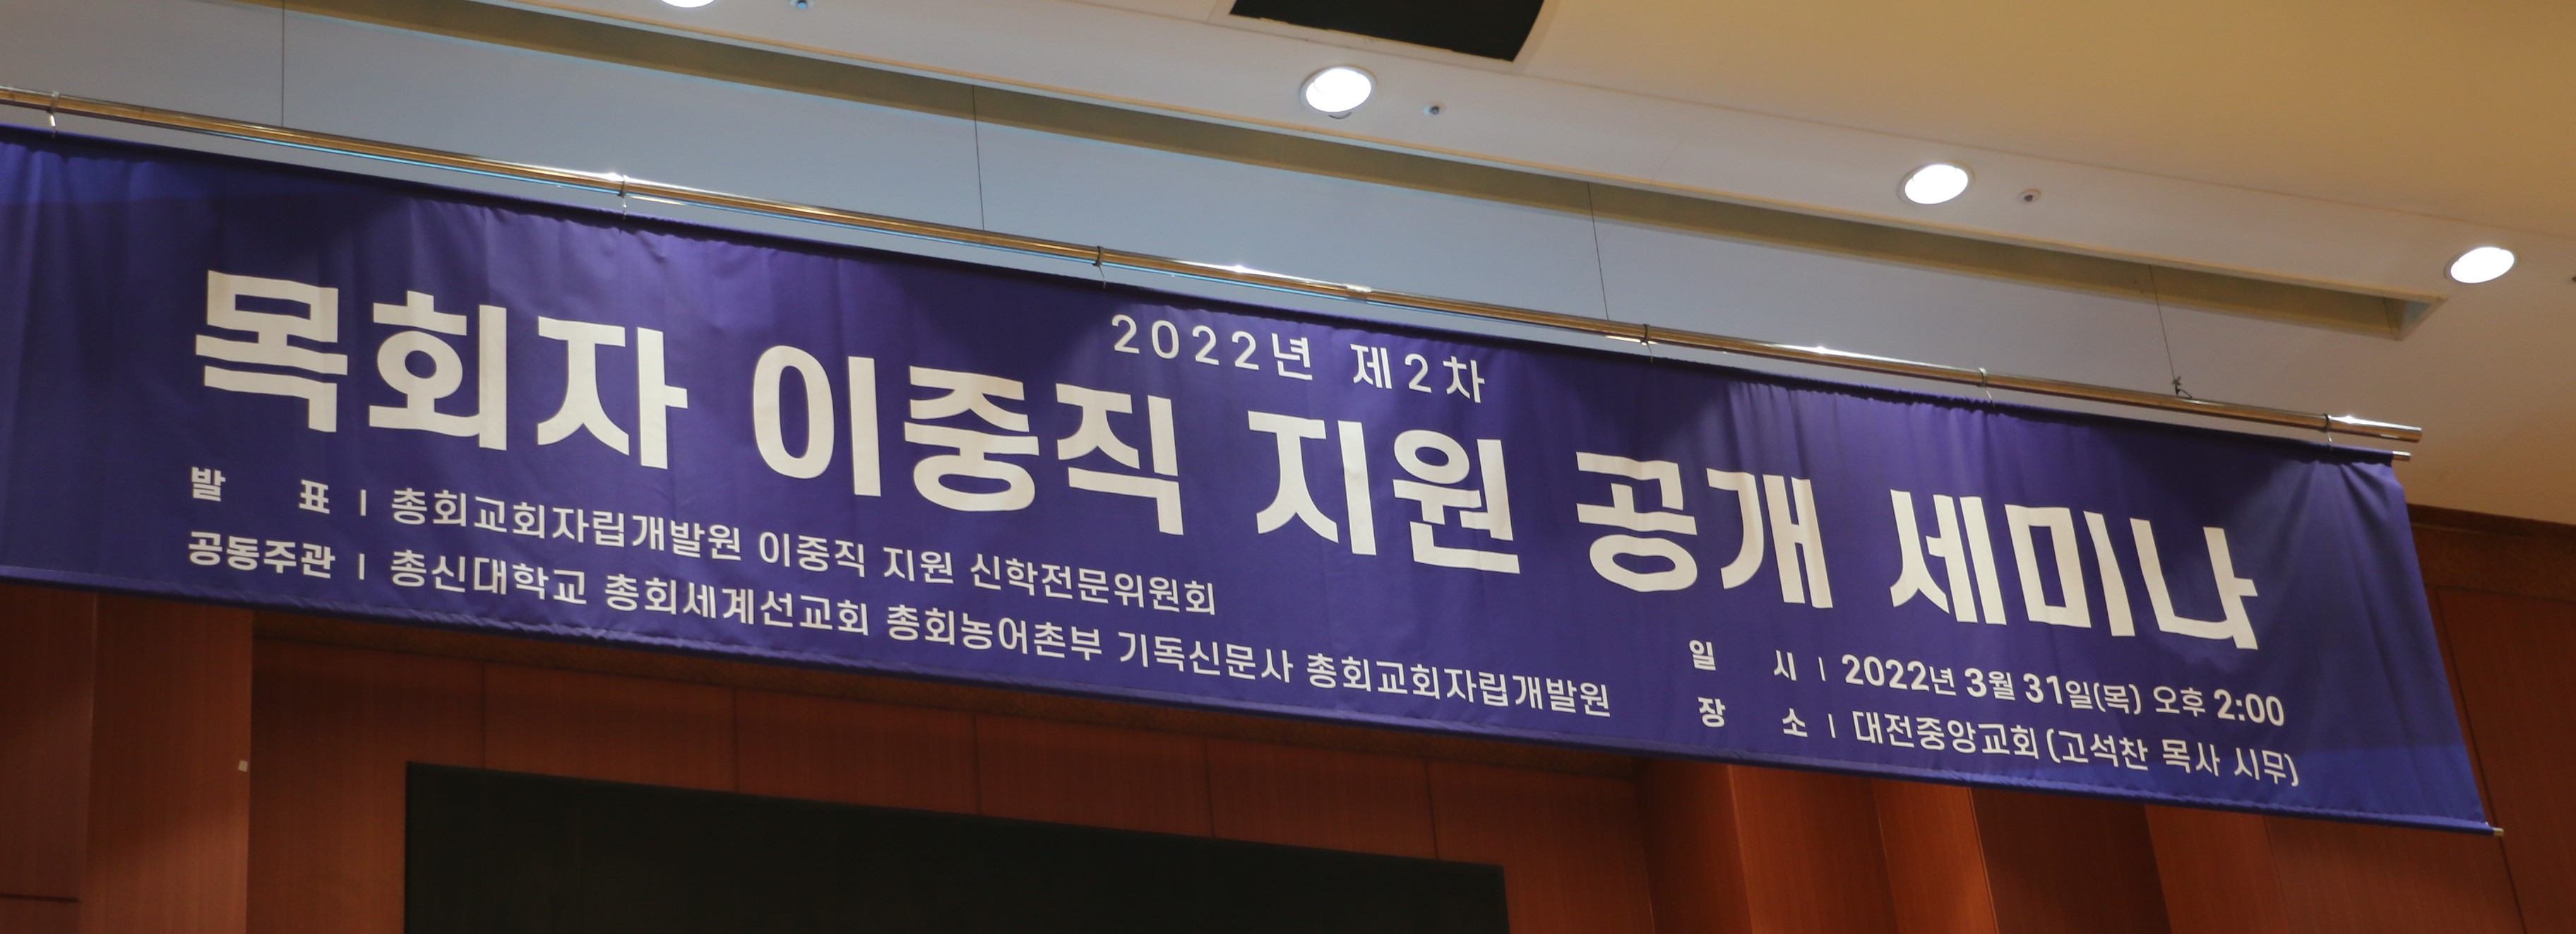 2022년 제2차
목회자 이중직 지원 공개 세미나
발 표 | 총회교회자립개발원 이중직 지원 신학전문위원회
공동주관 | 총신대학교 총회세계선교회 총회농어촌부 기독신문사 총회교회자립개발원
일 시 | 2022년 3월 31일(목) 오후 2:00
장 소 | 대전중앙교회 (고석찬 목사 시무)